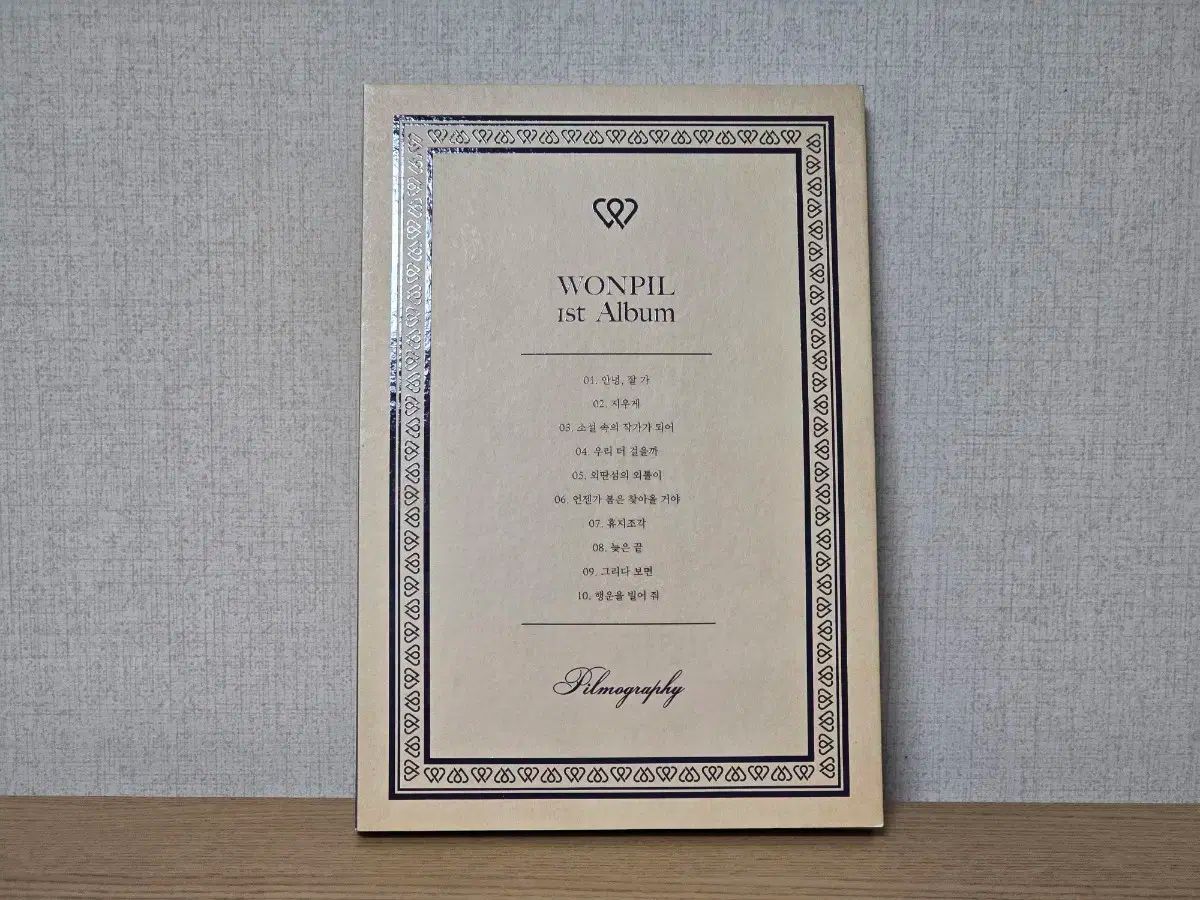 WONPIL
1st Album
01. 안녕, 잘 가
02. 지우게
03. 소설 속의 작가가 되어
04. 우리 더 걸을까
05. 외딴섬의 외톨이
06. 언젠가 봄은 찾아올 거야
07. 휴지조각
08. 늦은 끝
09. 그리다 보면
10. 행운을 빌어 줘
Pilmography